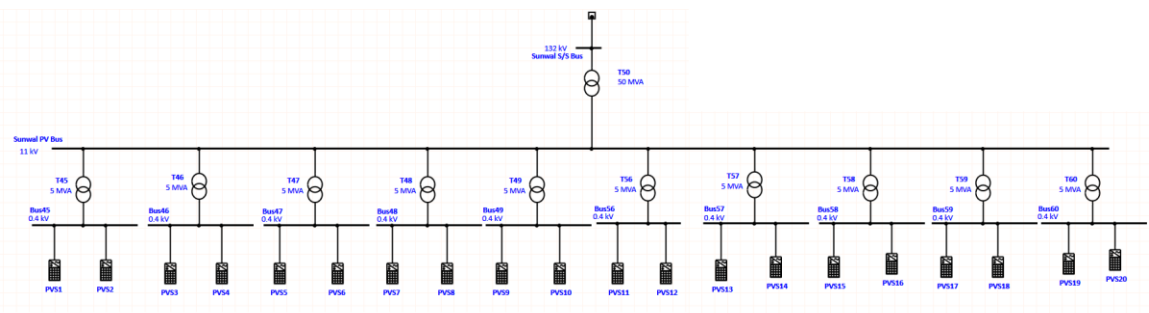 132 kV
Sunwal S/S Bus
T50
50 MVA
Sunwal PV Bus
11 kV
T45
5 MVA
T46
5 MVA
T47
5 MVA
T48
5 MVA
T49
5 MVA
T56
5 MVA
T57
5 MVA
T58
5 MVA
T59
5 MVA
T60
5 MVA
Bus45
0.4 kV
Bus46
0.4 kV
Bus47
0.4 kV
Bus48
0.4 kV
Bus49
0.4 kV
Bus56
0.4 kV
Bus57
0.4 kV
Bus58
0.4 kV
Bus59
0.4 kV
Bus60
0.4 kV
PVS1
PVS2
PVS3
PVS4
PVS5
PVS6
PVS7
PVS8
PVS9
PVS10
PVS11
PVS12
PVS13
PVS14
PVS15
PVS16
PVS17
PVS18
PVS19
PVS20